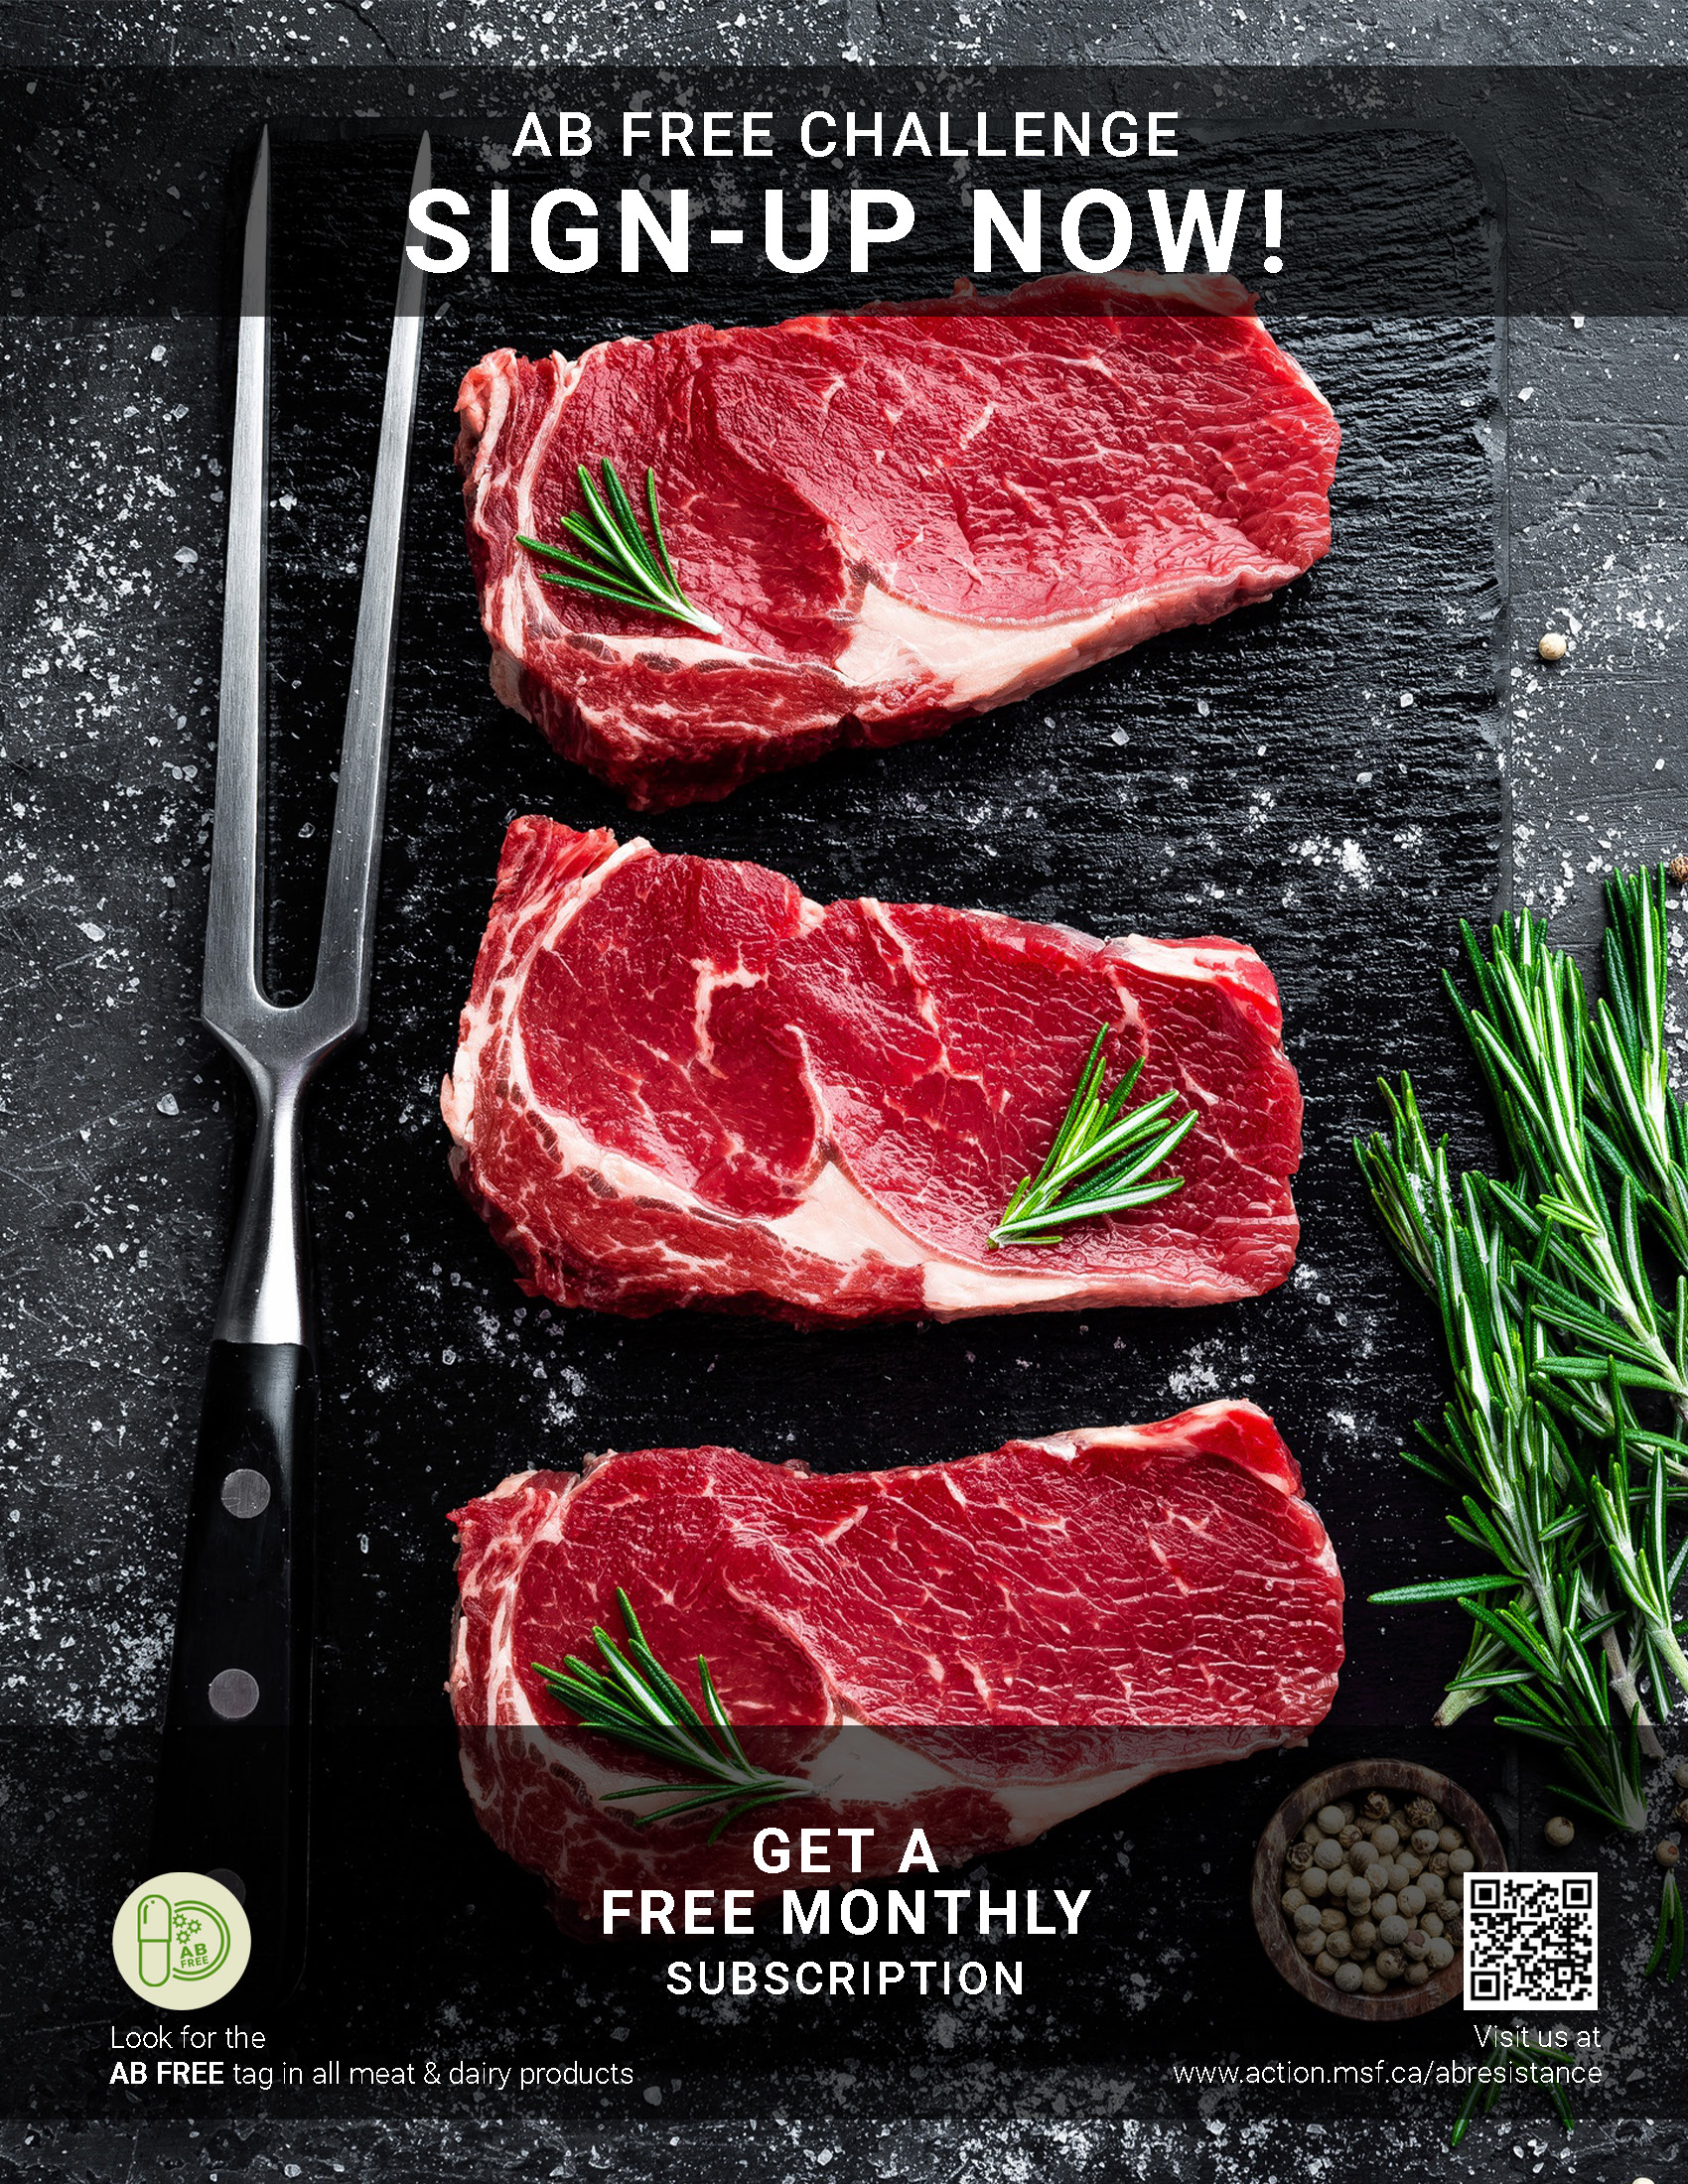 AB FREE CHALLENGE
SIGN-UP NOW!
GET A
FREE MONTHLY
SUBSCRIPTION
AB
FREE
Look for the
AB FREE tag in all meat & dairy products
Visit us at
www.action.msf.ca/abresistance